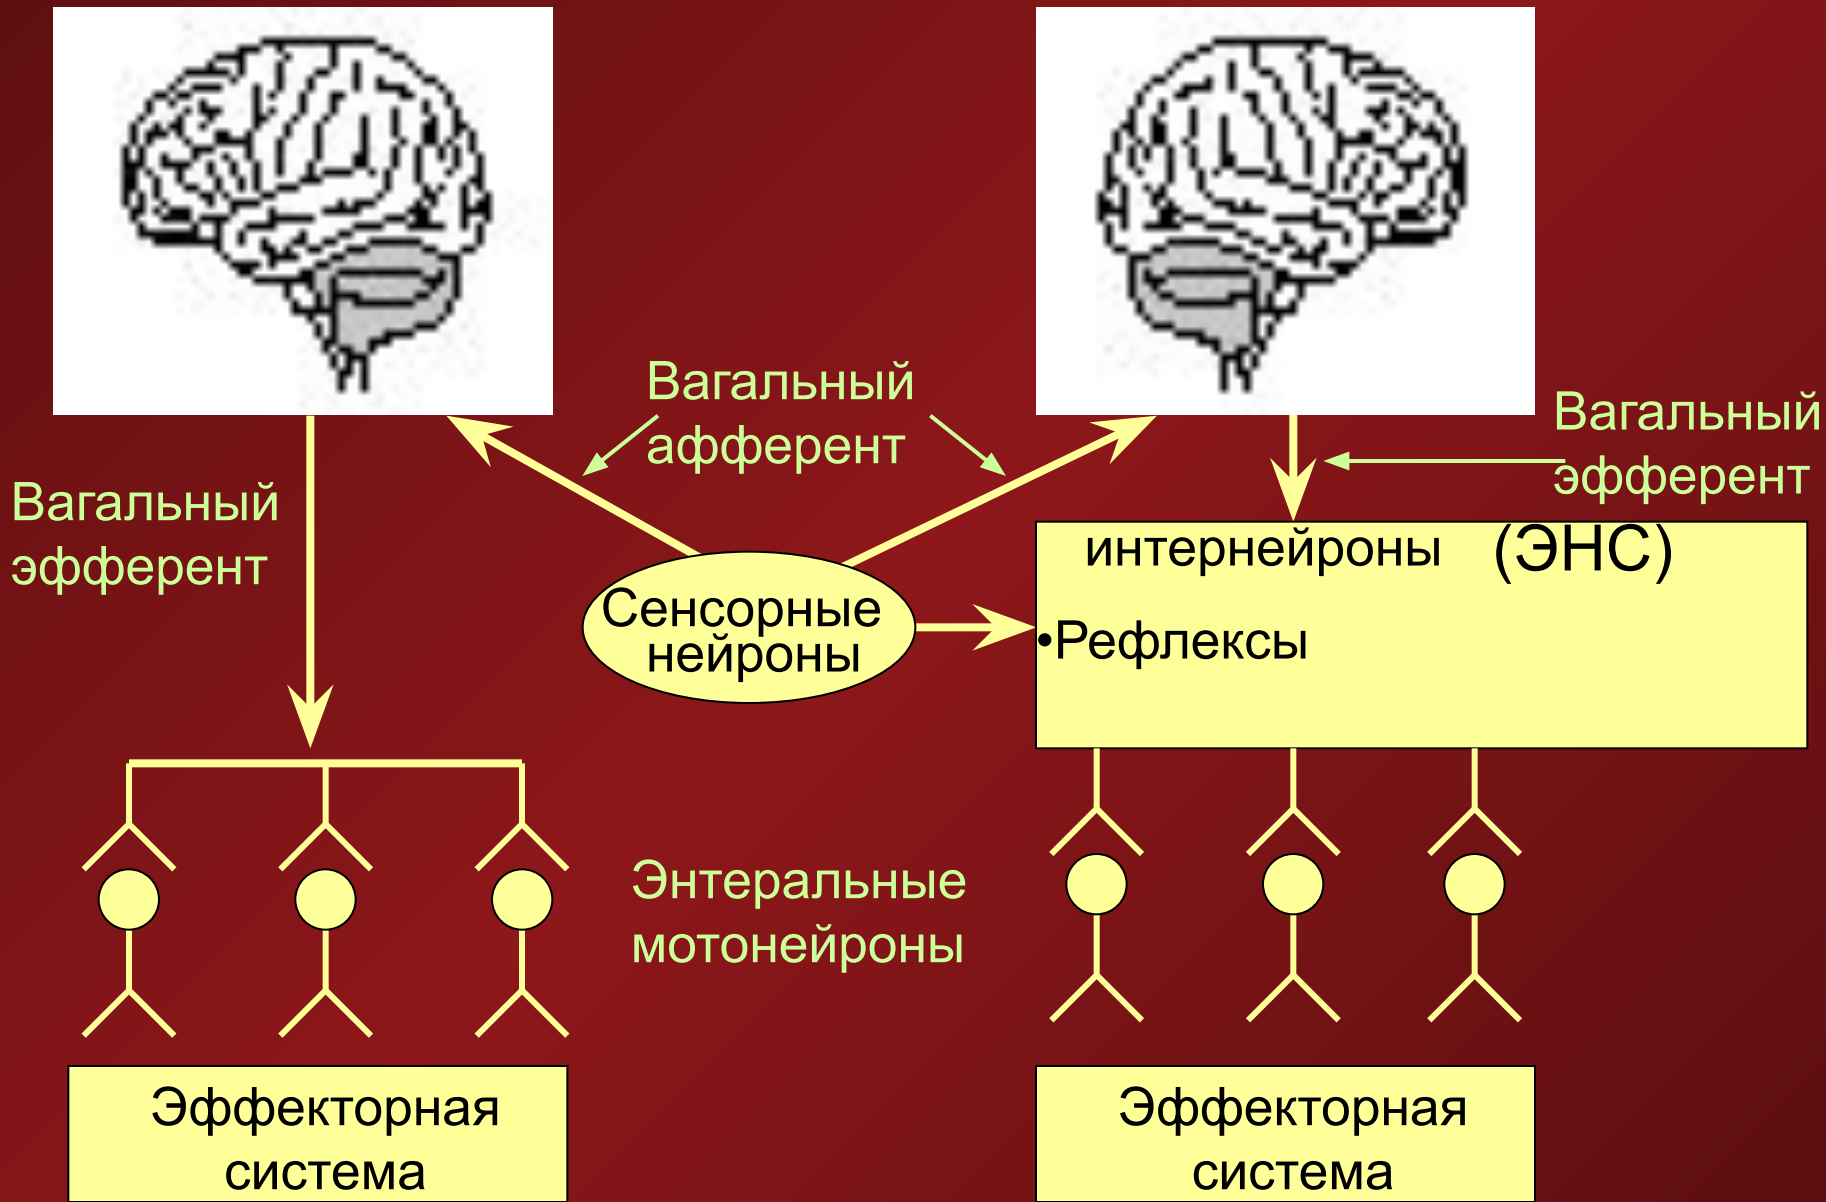 Вагальный
афферент
Вагальный
эфферент
Вагальный
эфферент
интернейроны (ЭНС)
•Рефлексы
Сенсорные
нейроны
Энтеральные
мотонейроны
Эффекторная
система
Эффекторная
система